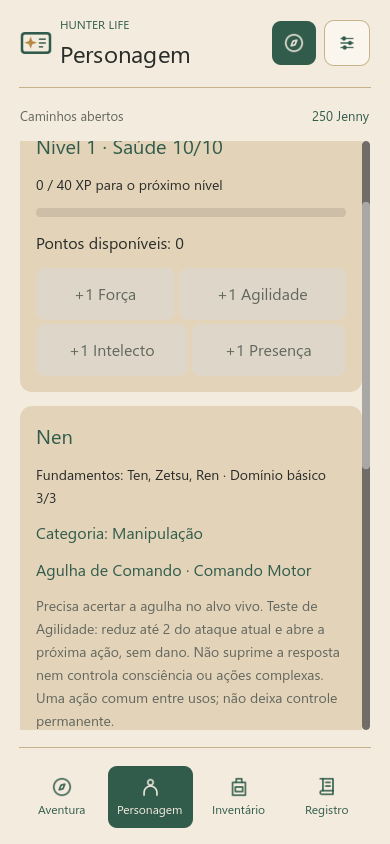 HUNTER LIFE
Personagem
Caminhos abertos
250 Jenny
Nível 1 · Saúde 10/10
0 / 40 XP para o próximo nível
Pontos disponíveis: 0
+1 Força
+1 Agilidade
+1 Intelecto
+1 Presença
Nen
Fundamentos: Ten, Zetsu, Ren · Domínio básico
3/3
Categoria: Manipulação
Agulha de Comando · Comando Motor
Precisa acertar a agulha no alvo vivo. Teste de
Agilidade: reduz até 2 do ataque atual e abre a
próxima ação, sem dano. Não suprime a resposta
nem controla consciência ou ações complexas.
Uma ação comum entre usos; não deixa controle
permanente.
Aventura
Personagem
Inventário
Registro